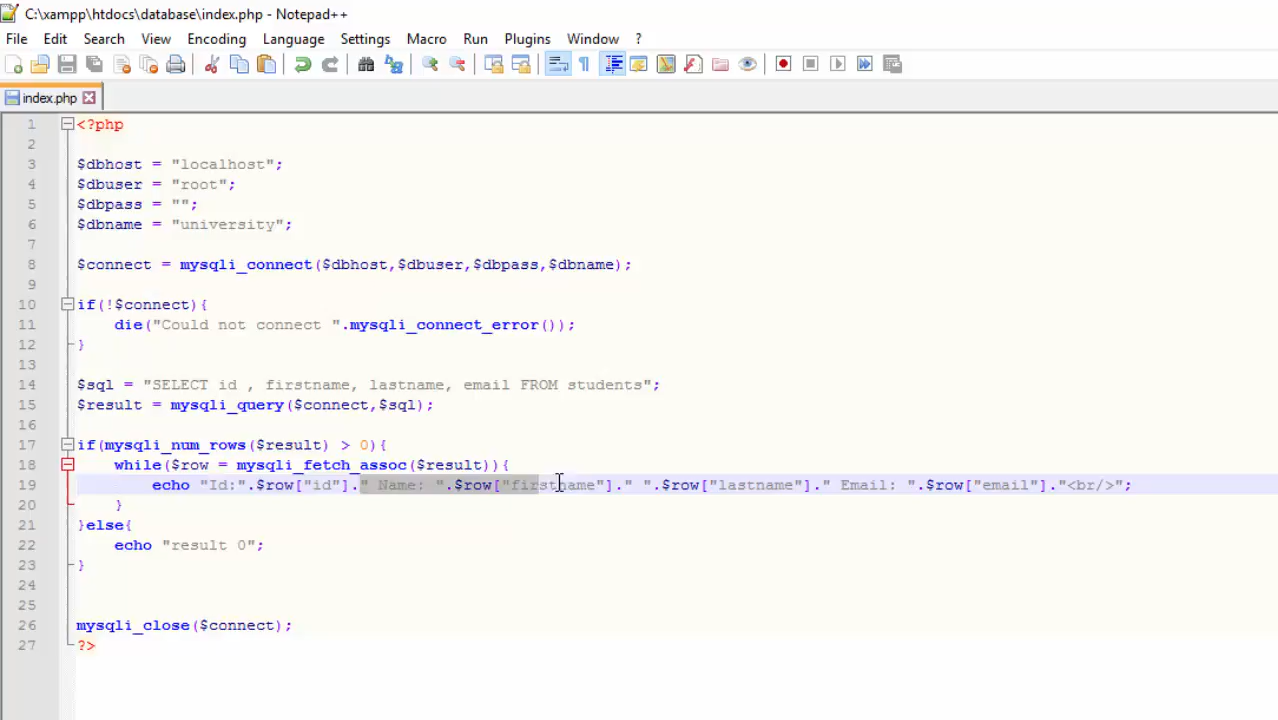 C:\xampp\htdocs\database\index.php - Notepad++
File Edit Search View Encoding Language Settings Macro Run Plugins Window ?
index.php
1 <?php
2
3 $dbhost = "localhost";
4 $dbuser = "root";
5 $dbpass = "";
6 $dbname = "university";
7
8 $connect = mysqli_connect($dbhost,$dbuser,$dbpass,$dbname);
9
10 if(!$connect){
11 die("Could not connect ".mysqli_connect_error());
12 }
13
14 $sql = "SELECT id , firstname, lastname, email FROM students";
15 $result = mysqli_query($connect,$sql);
16
17 if(mysqli_num_rows($result) > 0){
18 while($row = mysqli_fetch_assoc($result)){
19 echo "Id:".$row["id"]." Name: ".$row["firstname"]." ".$row["lastname"]." Email: ".$row["email"]."<br/>";
20 }
21 }else{
22 echo "result 0";
23 }
24
25
26 mysqli_close($connect);
27 ?>